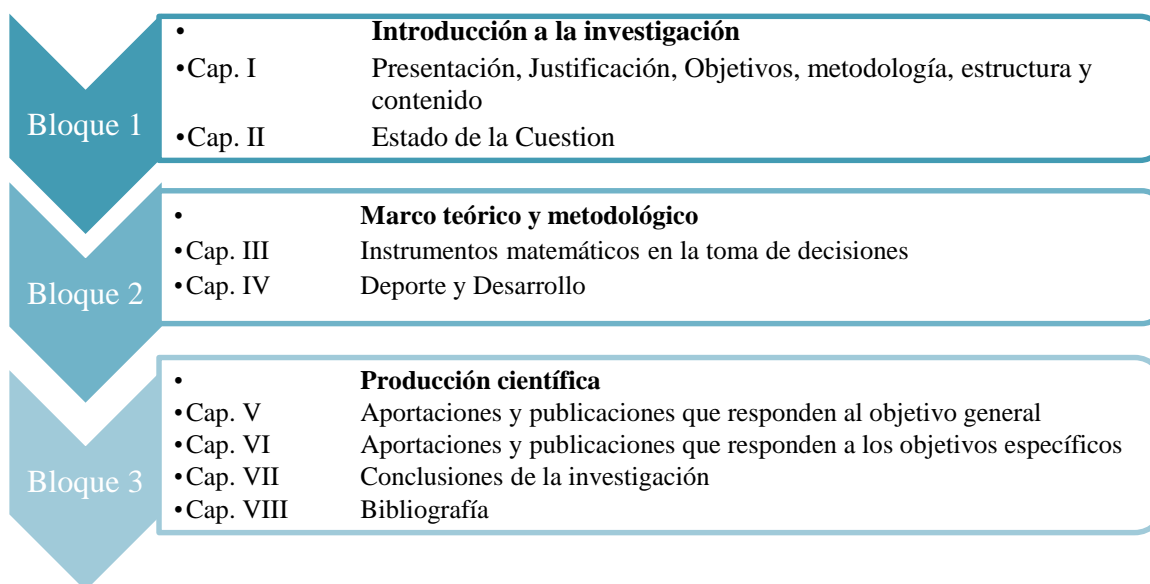 Bloque 1
• Introducción a la investigación
•Cap. I Presentación, Justificación, Objetivos, metodología, estructura y
contenido
•Cap. II Estado de la Cuestion
Bloque 2
• Marco teórico y metodológico
•Cap. III Instrumentos matemáticos en la toma de decisiones
•Cap. IV Deporte y Desarrollo
Bloque 3
• Producción científica
•Cap. V Aportaciones y publicaciones que responden al objetivo general
•Cap. VI Aportaciones y publicaciones que responden a los objetivos específicos
•Cap. VII Conclusiones de la investigación
•Cap. VIII Bibliografía